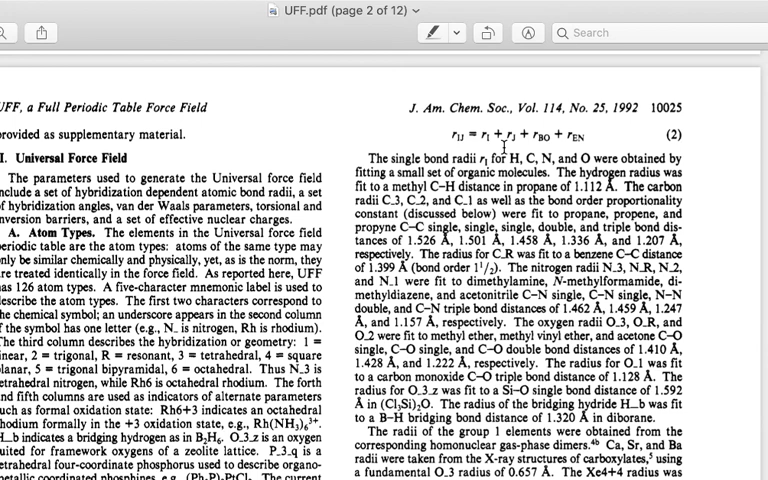 UFF.pdf (page 2 of 12)
Search
UFF, a Full Periodic Table Force Field
J. Am. Chem. Soc., Vol. 114, No. 25, 1992 10025
provided as supplementary material.
I. Universal Force Field
The parameters used to generate the Universal force field
include a set of hybridization dependent atomic bond radii, a set
of hybridization angles, van der Waals parameters, torsional and
inversion barriers, and a set of effective nuclear charges.
A. Atom Types. The elements in the Universal force field
periodic table are the atom types: atoms of the same type may
only be similar chemically and physically, yet, as is the norm, they
are treated identically in the force field. As reported here, UFF
has 126 atom types. A five-character mnemonic label is used to
describe the atom types. The first two characters correspond to
the chemical symbol; an underscore appears in the second column
if the symbol has one letter (e.g., N_ is nitrogen, Rh is rhodium).
The third column describes the hybridization or geometry: 1 =
linear, 2 = trigonal, R = resonant, 3 = tetrahedral, 4 = square
planar, 5 = trigonal bipyramidal, 6 = octahedral. Thus N_3 is
tetrahedral nitrogen, while Rh6 is octahedral rhodium. The forth
and fifth columns are used as indicators of alternate parameters
such as formal oxidation state: Rh6+3 indicates an octahedral
rhodium formally in the +3 oxidation state, e.g., Rh(NH₃)₆³⁺.
H__b indicates a bridging hydrogen as in B₂H₆. O_3_z is an oxygen
suited for framework oxygens of a zeolite lattice. P_3_q is a
tetrahedral four-coordinate phosphorus used to describe organo-
metallic coordinated phosphines, e.g., (Ph₃P)₂PtCl₂. The current
r_IJ = r_I + r_J + r_BO + r_EN (2)
The single bond radii r_I for H, C, N, and O were obtained by
fitting a small set of organic molecules. The hydrogen radius was
fit to a methyl C–H distance in propane of 1.112 Å. The carbon
radii C_3, C_2, and C_1 as well as the bond order proportionality
constant (discussed below) were fit to propane, propene, and
propyne C–C single, single, single, double, and triple bond dis-
tances of 1.526 Å, 1.501 Å, 1.458 Å, 1.336 Å, and 1.207 Å,
respectively. The radius for C_R was fit to a benzene C–C distance
of 1.399 Å (bond order 1¹/₂). The nitrogen radii N_3, N_R, N_2,
and N_1 were fit to dimethylamine, N-methylformamide, di-
methyldiazene, and acetonitrile C–N single, C–N single, N–N
double, and C–N triple bond distances of 1.462 Å, 1.459 Å, 1.247
Å, and 1.157 Å, respectively. The oxygen radii O_3, O_R, and
O_2 were fit to methyl ether, methyl vinyl ether, and acetone C–O
single, C–O single, and C–O double bond distances of 1.410 Å,
1.428 Å, and 1.222 Å, respectively. The radius for O_1 was fit
to a carbon monoxide C–O triple bond distance of 1.128 Å. The
radius for O_3_z was fit to a Si–O single bond distance of 1.592
Å in (Cl₃Si)₂O. The radius of the bridging hydride H__b was fit
to a B–H bridging bond distance of 1.320 Å in diborane.
The radii of the group 1 elements were obtained from the
corresponding homonuclear gas-phase dimers.⁴ᵇ Ca, Sr, and Ba
radii were taken from the X-ray structures of carboxylates,⁵ using
a fundamental O_3 radius of 0.657 Å. The Xe4+4 radius was